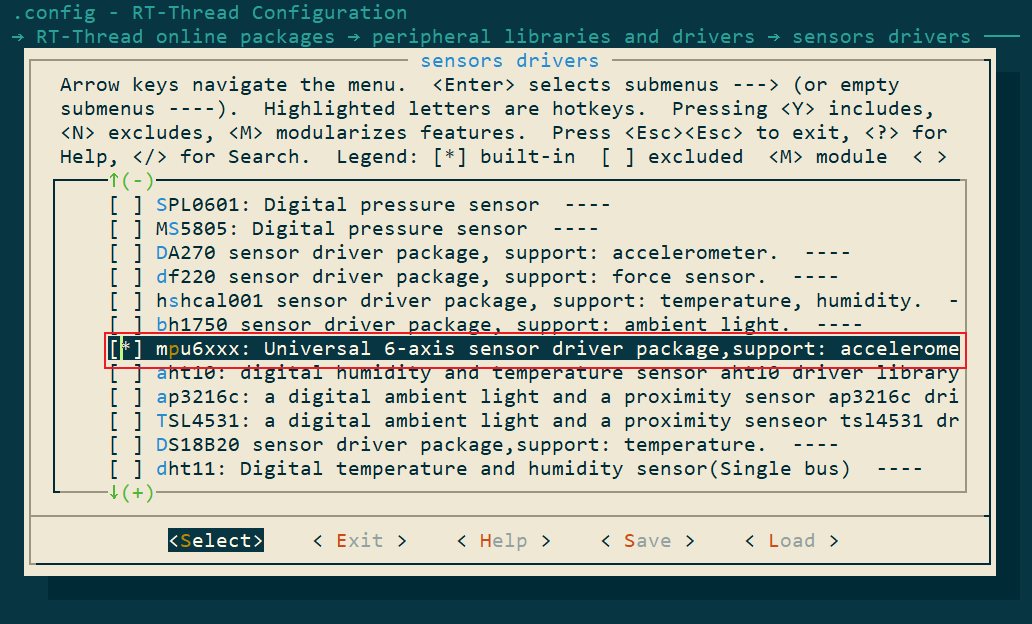 .config - RT-Thread Configuration
→ RT-Thread online packages → peripheral libraries and drivers → sensors drivers
sensors drivers
Arrow keys navigate the menu.  <Enter> selects submenus ---> (or empty
submenus ----).  Highlighted letters are hotkeys.  Pressing <Y> includes,
<N> excludes, <M> modularizes features.  Press <Esc><Esc> to exit, <?> for
Help, </> for Search.  Legend: [*] built-in  [ ] excluded  <M> module  < >
↑(-)
[ ] SPL0601: Digital pressure sensor  ----
[ ] MS5805: Digital pressure sensor  ----
[ ] DA270 sensor driver package, support: accelerometer.  ----
[ ] df220 sensor driver package, support: force sensor.  ----
[ ] hshcal001 sensor driver package, support: temperature, humidity.  -
[ ] bh1750 sensor driver package, support: ambient light.  ----
[*] mpu6xxx: Universal 6-axis sensor driver package,support: accelerome
[ ] aht10: digital humidity and temperature sensor aht10 driver library
[ ] ap3216c: a digital ambient light and a proximity sensor ap3216c dri
[ ] TSL4531: a digital ambient light and a proximity senseor tsl4531 dr
[ ] DS18B20 sensor driver package,support: temperature.  ----
[ ] dht11: Digital temperature and humidity sensor(Single bus)  ----
↓(+)
<Select>    < Exit >    < Help >    < Save >    < Load >